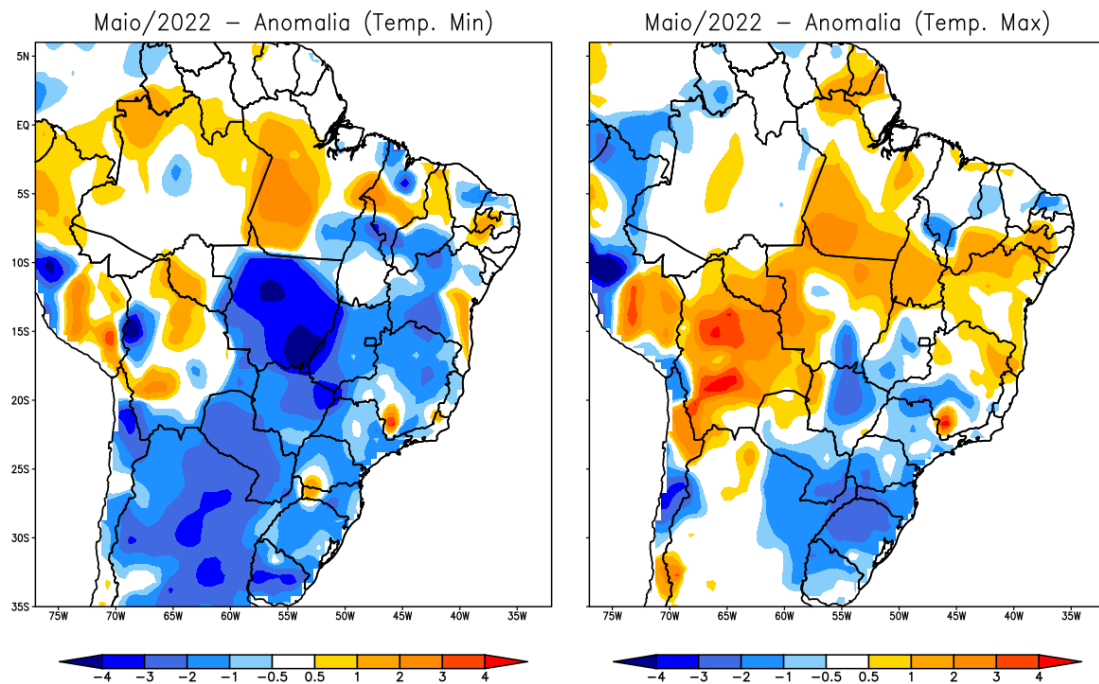 Maio/2022 – Anomalia (Temp. Min)
5N
EQ
5S
10S
15S
20S
25S
30S
35S
75W 70W 65W 60W 55W 50W 45W 40W 35W
−4 −3 −2 −1 −0.5 0.5 1 2 3 4
Maio/2022 – Anomalia (Temp. Max)
75W 70W 65W 60W 55W 50W 45W 40W 35W
−4 −3 −2 −1 −0.5 0.5 1 2 3 4